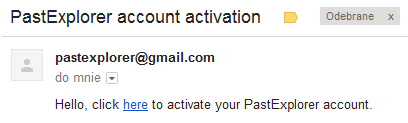 PastExplorer account activation Odebrane x
pastexplorer@gmail.com
do mnie
Hello, click here to activate your PastExplorer account.